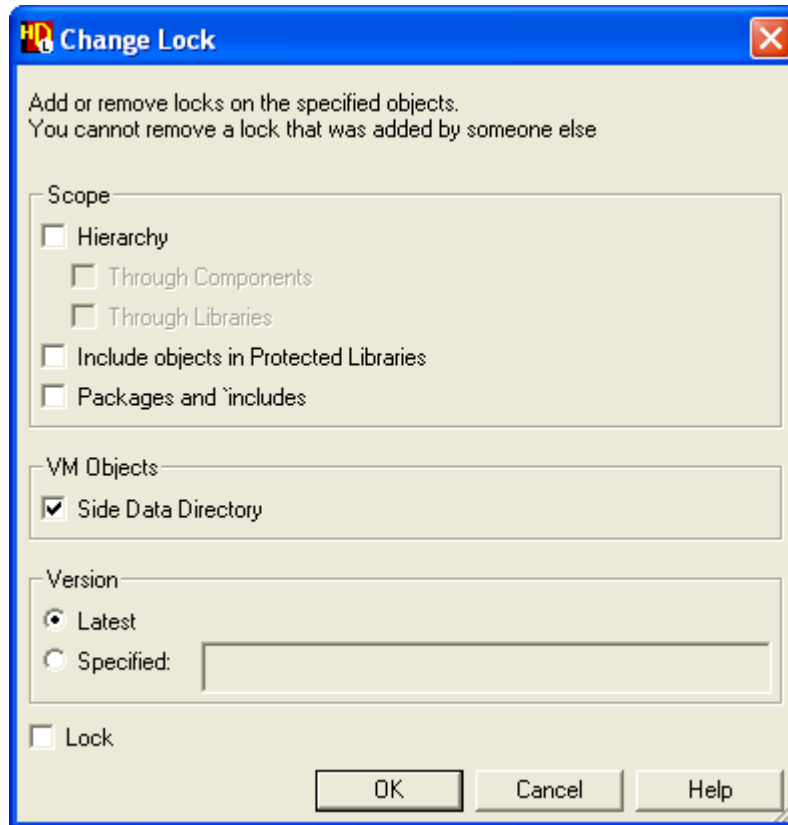 HDL Change Lock
Add or remove locks on the specified objects.
You cannot remove a lock that was added by someone else
Scope
Hierarchy
Through Components
Through Libraries
Include objects in Protected Libraries
Packages and `includes
VM Objects
Side Data Directory
Version
Latest
Specified:
Lock
OK Cancel Help